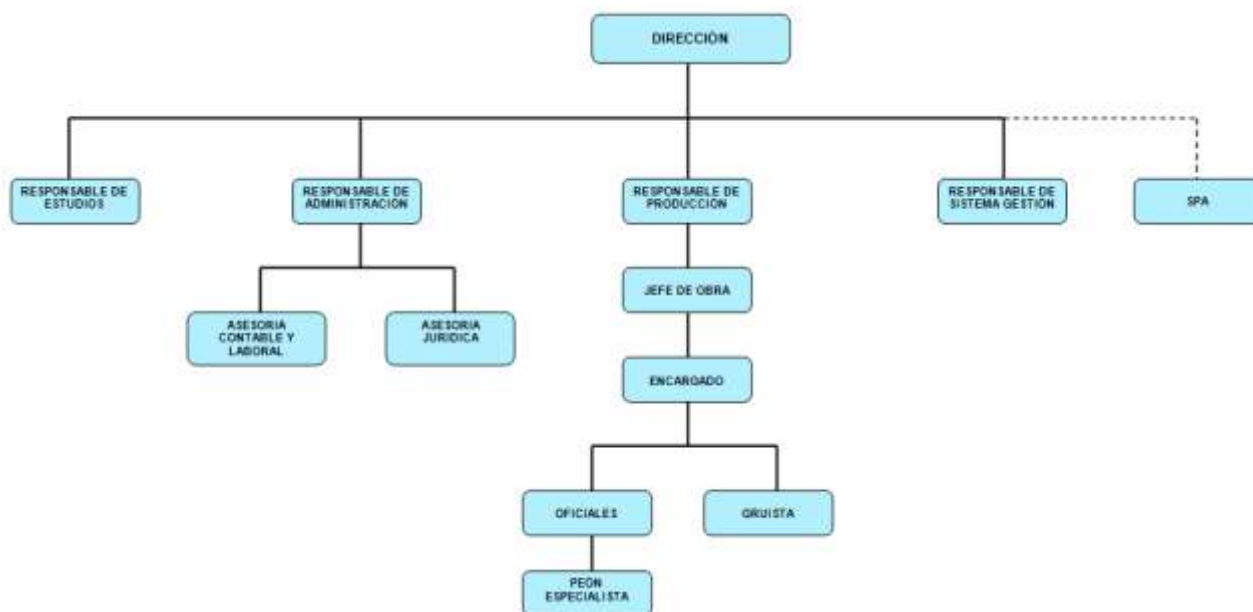 DIRECCIÓN
RESPONSABLE DE
ESTUDIOS
RESPONSABLE DE
ADMINISTRACIÓN
RESPONSABLE DE
PRODUCCIÓN
RESPONSABLE DE
SISTEMA GESTIÓN
SPA
JEFE DE OBRA
ASESORIA
CONTABLE Y
LABORAL
ASESORIA
JURIDICA
ENCARGADO
OFICIALES
GRUISTA
PEÓN
ESPECIALISTA